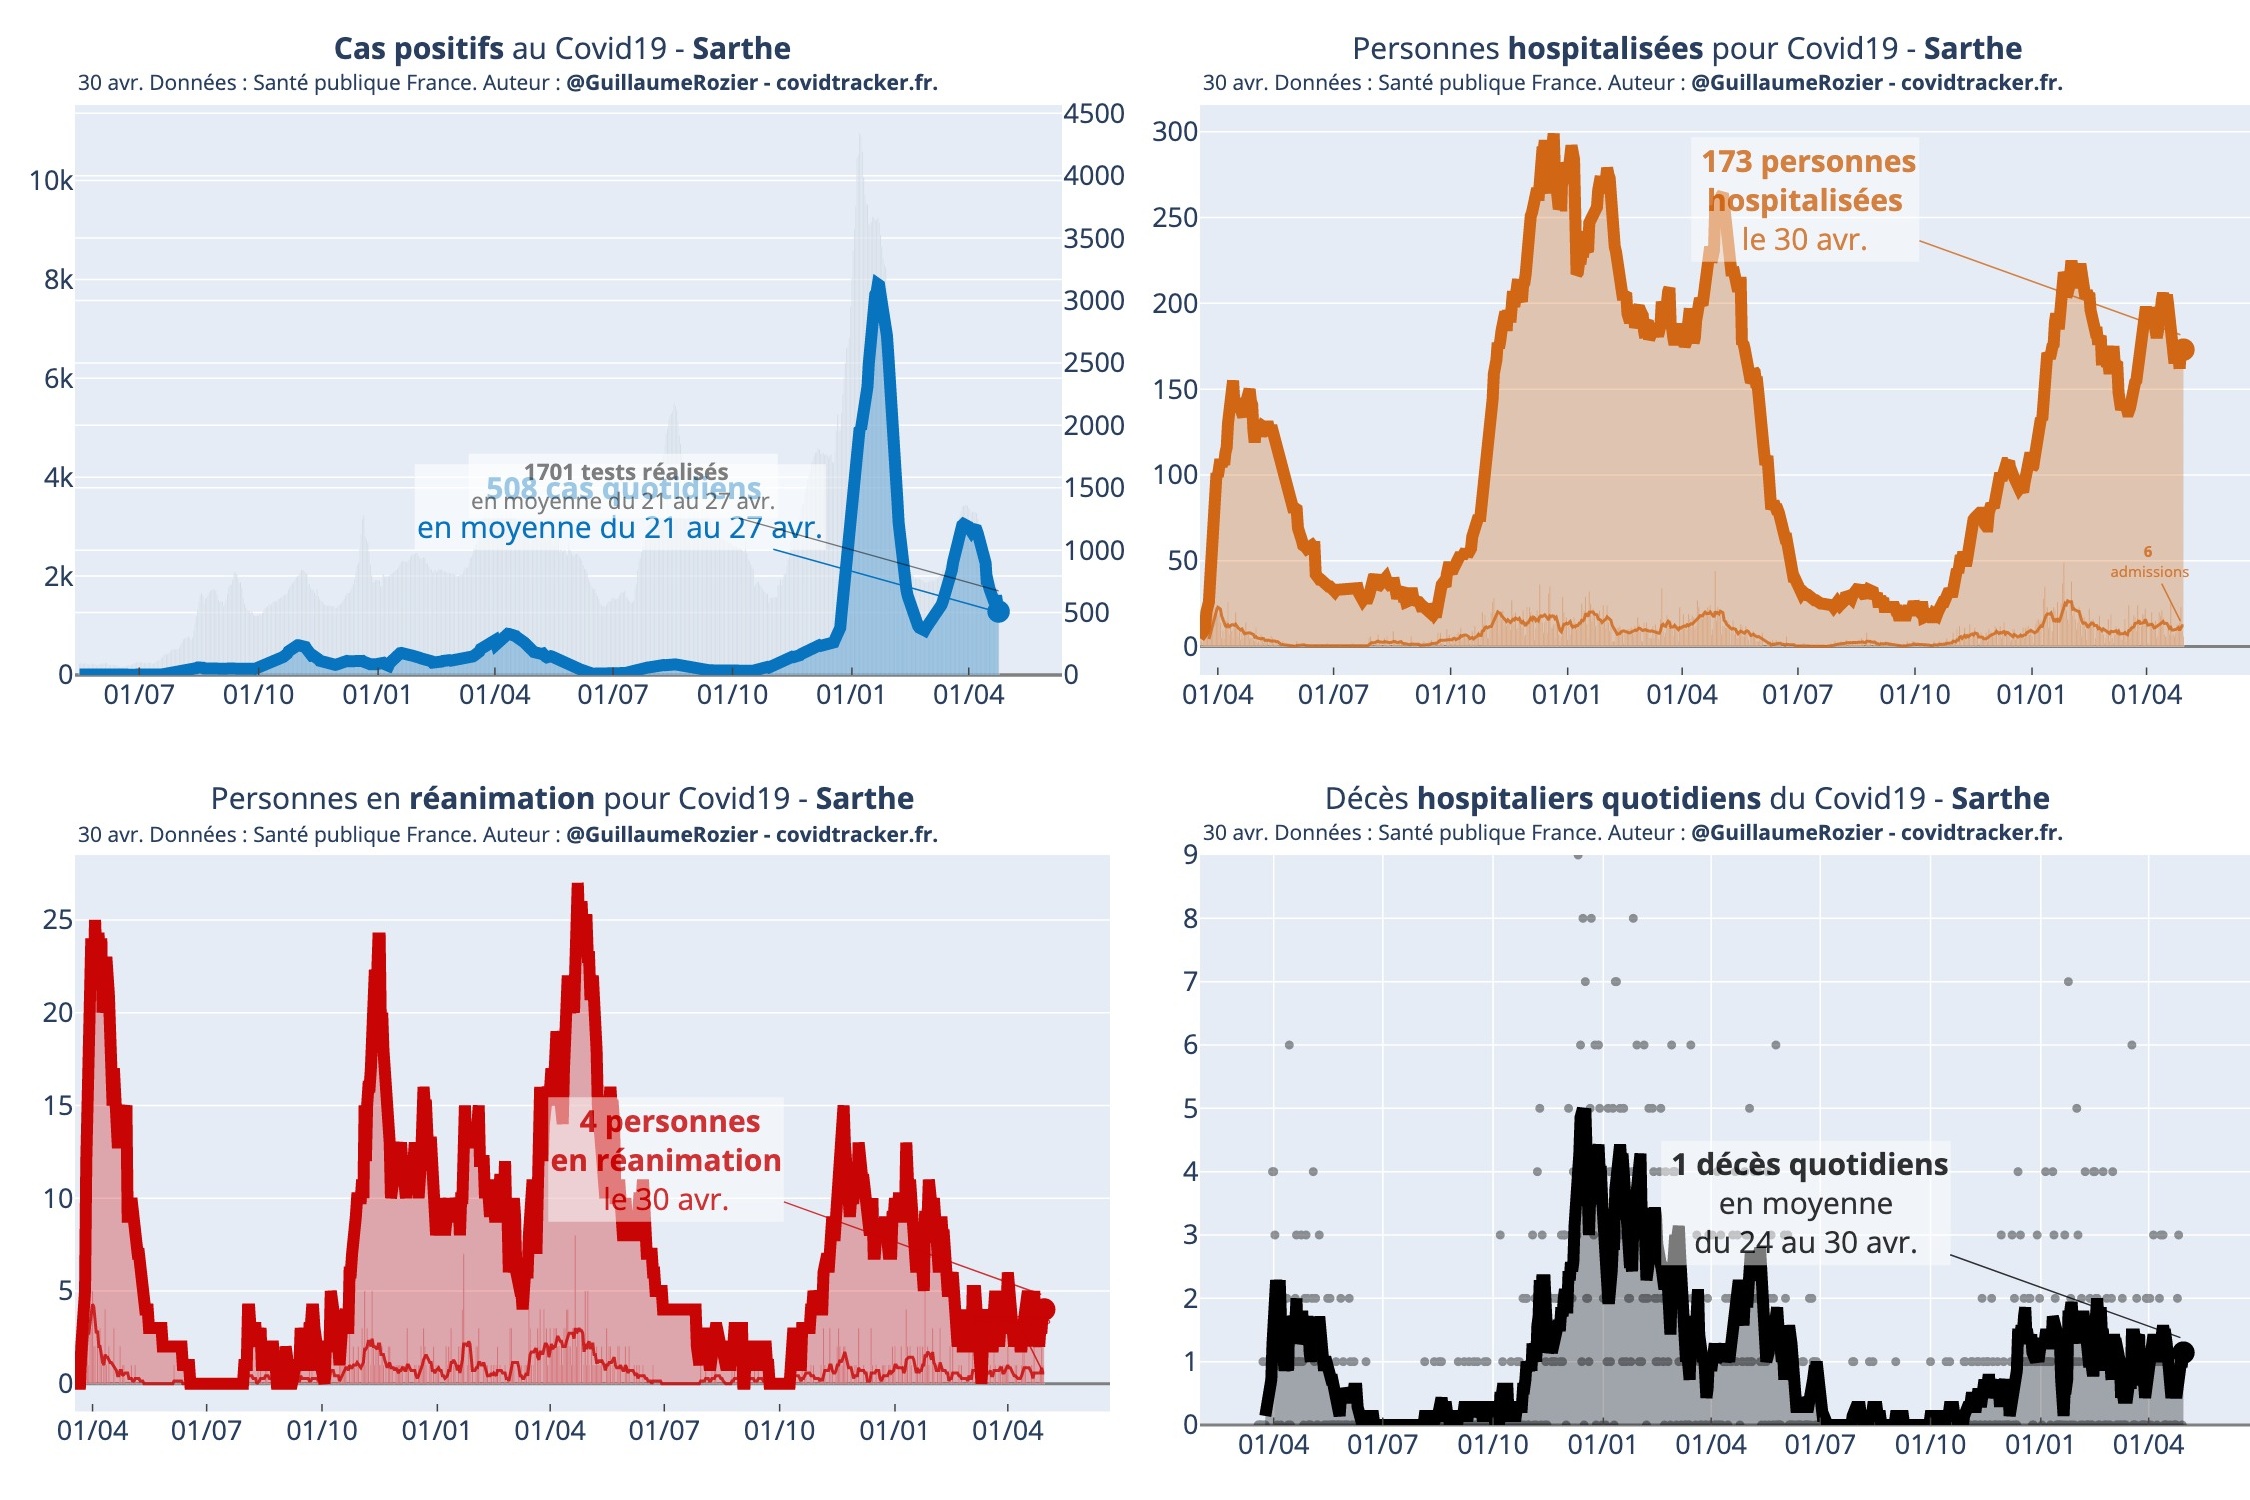 Cas positifs au Covid19 - Sarthe
30 avr. Données : Santé publique France. Auteur : @GuillaumeRozier - covidtracker.fr.
4500
4000
3500
3000
2500
2000
1500
1000
500
0
10k
8k
6k
4k
2k
0
1701 tests réalisés
en moyenne du 21 au 27 avr.
508 cas quotidiens
en moyenne du 21 au 27 avr.
01/07 01/10 01/01 01/04 01/07 01/10 01/01 01/04
Personnes hospitalisées pour Covid19 - Sarthe
30 avr. Données : Santé publique France. Auteur : @GuillaumeRozier - covidtracker.fr.
300
250
200
150
100
50
0
173 personnes
hospitalisées
le 30 avr.
6
admissions
01/04 01/07 01/10 01/01 01/04 01/07 01/10 01/01 01/04
Personnes en réanimation pour Covid19 - Sarthe
30 avr. Données : Santé publique France. Auteur : @GuillaumeRozier - covidtracker.fr.
25
20
15
10
5
0
4 personnes
en réanimation
le 30 avr.
01/04 01/07 01/10 01/01 01/04 01/07 01/10 01/01 01/04
Décès hospitaliers quotidiens du Covid19 - Sarthe
30 avr. Données : Santé publique France. Auteur : @GuillaumeRozier - covidtracker.fr.
9
8
7
6
5
4
3
2
1
0
1 décès quotidiens
en moyenne
du 24 au 30 avr.
01/04 01/07 01/10 01/01 01/04 01/07 01/10 01/01 01/04